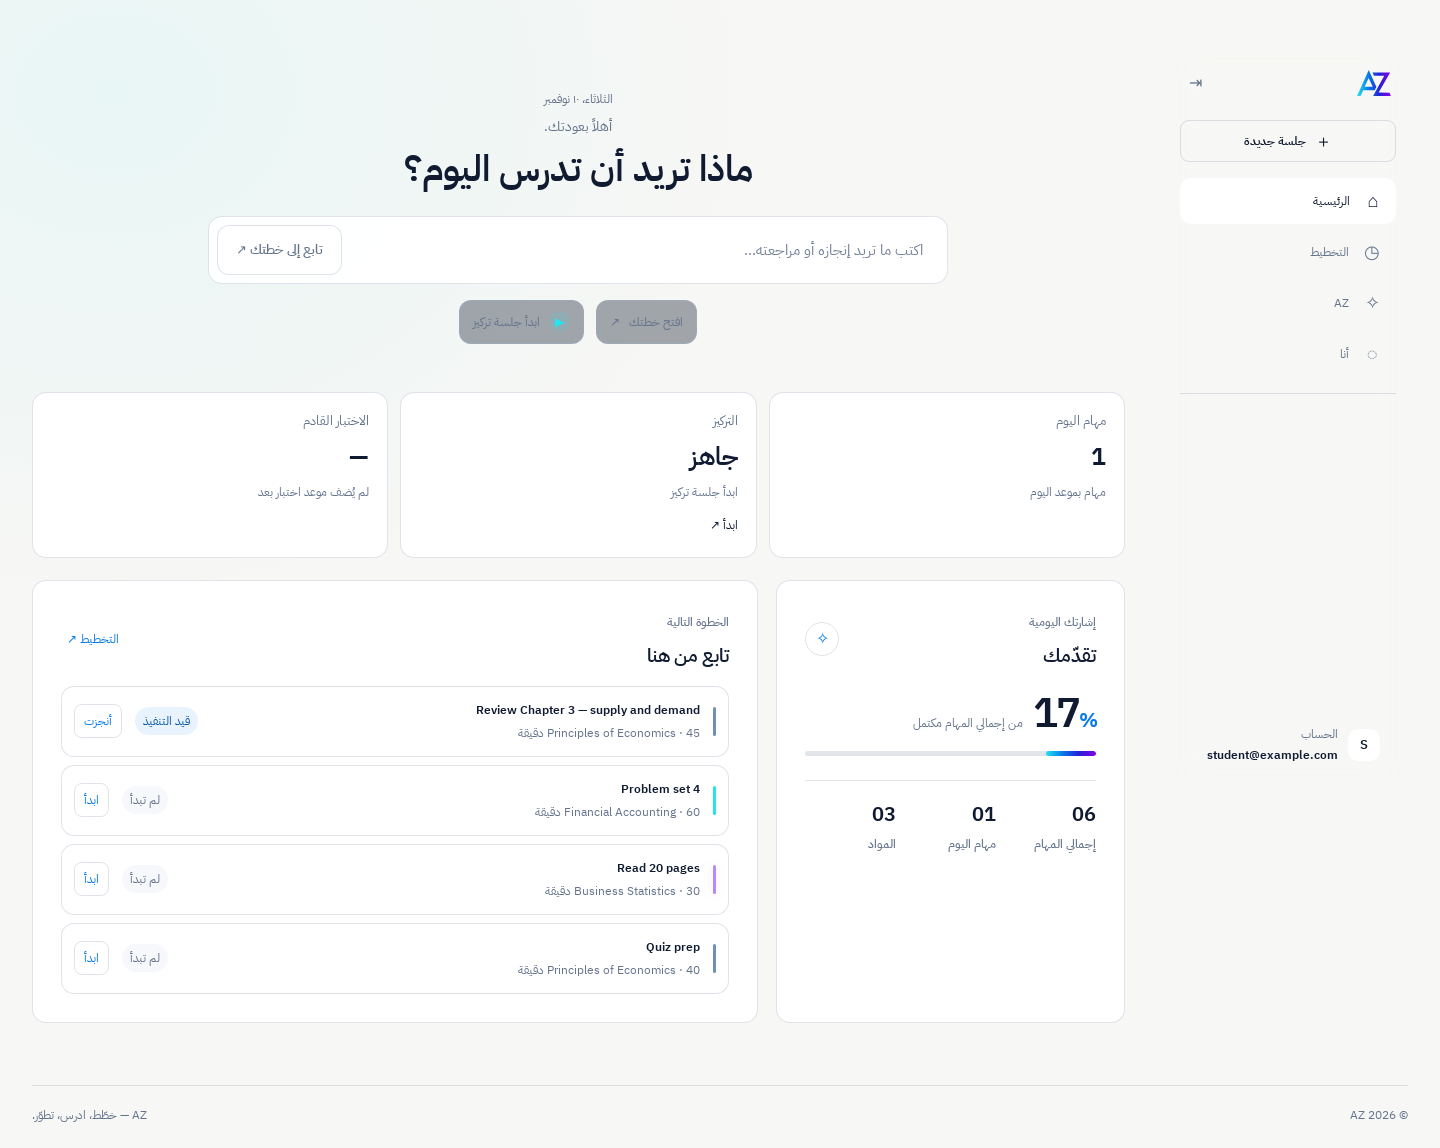 AZ
جلسة جديدة
الرئيسية
التخطيط
AZ
أنا
الحساب
student@example.com
S
الثلاثاء، ١٠ نوفمبر
أهلاً بعودتك.
ماذا تريد أن تدرس اليوم؟
اكتب ما تريد إنجازه أو مراجعته...
تابع إلى خطتك ↗
افتح خطتك ↗
ابدأ جلسة تركيز
مهام اليوم
1
مهام بموعد اليوم
التركيز
جاهز
ابدأ جلسة تركيز
ابدأ ↗
الاختبار القادم
—
لم يُضف موعد اختبار بعد
إشارتك اليومية
تقدّمك
17%
من إجمالي المهام مكتمل
06
إجمالي المهام
01
مهام اليوم
03
المواد
الخطوة التالية
تابع من هنا
التخطيط ↗
Review Chapter 3 — supply and demand
Principles of Economics · 45 دقيقة
قيد التنفيذ
أنجزت
Problem set 4
Financial Accounting · 60 دقيقة
لم تبدأ
ابدأ
Read 20 pages
Business Statistics · 30 دقيقة
لم تبدأ
ابدأ
Quiz prep
Principles of Economics · 40 دقيقة
لم تبدأ
ابدأ
© 2026 AZ
AZ — خطّط، ادرس، تطوّر.